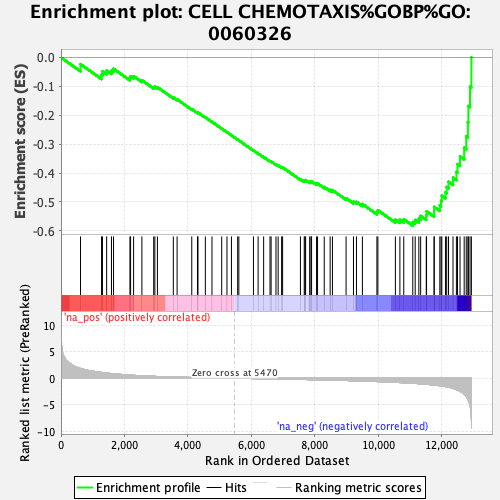 Enrichment plot: CELL CHEMOTAXIS%GOBP%GO:
0060326
Enrichment score (ES)
0.0
-0.1
-0.2
-0.3
-0.4
-0.5
-0.6
'na_pos' (positively correlated)
Ranked list metric (PreRanked)
10
5
0
-5
-10
Zero cross at 5470
'na_neg' (negatively correlated)
0
2,000
4,000
6,000
8,000
10,000
12,000
Rank in Ordered Dataset
Enrichment profile
Hits
Ranking metric scores